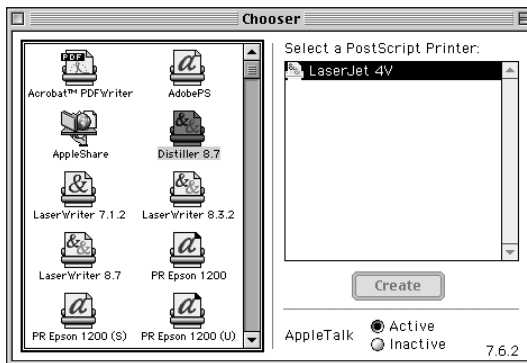 Chooser
PDF
Acrobat™ PDFWriter
AdobePS
AppleShare
Distiller 8.7
LaserWriter 7.1.2
LaserWriter 8.3.2
LaserWriter 8.7
PR Epson 1200
PR Epson 1200 (S)
PR Epson 1200 (U)
Select a PostScript Printer:
LaserJet 4V
Create
AppleTalk
Active
Inactive
7.6.2